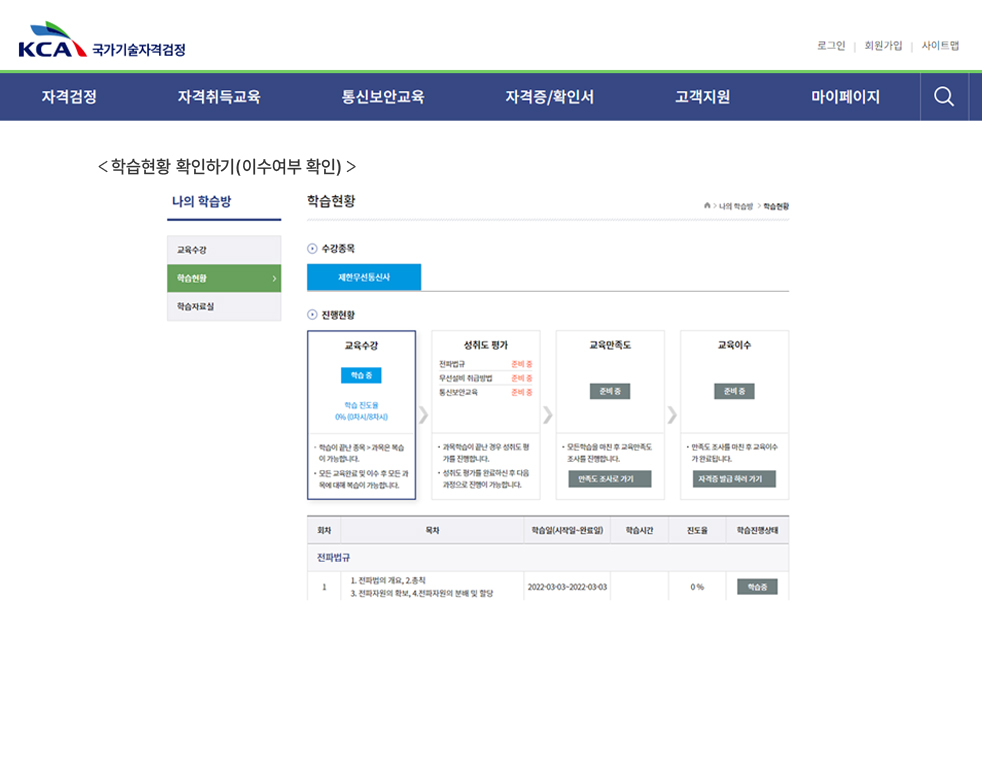 KCA 국가기술자격검정
로그인 | 회원가입 | 사이트맵
자격검정 자격취득교육 통신보안교육 자격증/확인서 고객지원 마이페이지
< 학습현황 확인하기(이수여부 확인) >
나의 학습방
교육수강
학습현황 >
학습자료실
학습현황
> 나의 학습방 > 학습현황
수강종목
제한무선통신사
진행현황
교육수강
학습 중
학습 진도율
0% (0차시/8차시)
· 학습이 끝난 종목 > 과목은 복습
이 가능합니다.
· 모든 교육완료 및 이수 후 모든 과
목에 대해 복습이 가능합니다.
성취도 평가
전파법규 준비 중
무선설비 취급방법 준비 중
통신보안교육 준비 중
· 과목학습이 끝난 경우 성취도 평
가를 진행합니다.
· 성취도 평가를 완료하신 후 다음
과정으로 진행이 가능합니다.
교육만족도
준비 중
· 모든학습을 마친 후 교육만족도
조사를 진행합니다.
만족도 조사로 가기
교육이수
준비 중
· 만족도 조사를 마친 후 교육이수
가 완료됩니다.
자격증 발급 하러 가기
회차 목차 학습일(시작일~완료일) 학습시간 진도율 학습진행상태
전파법규
1 1. 전파법의 개요, 2.총칙
3. 전파자원의 확보, 4.전파자원의 분배 및 할당
2022-03-03~2022-03-03 0 % 학습중